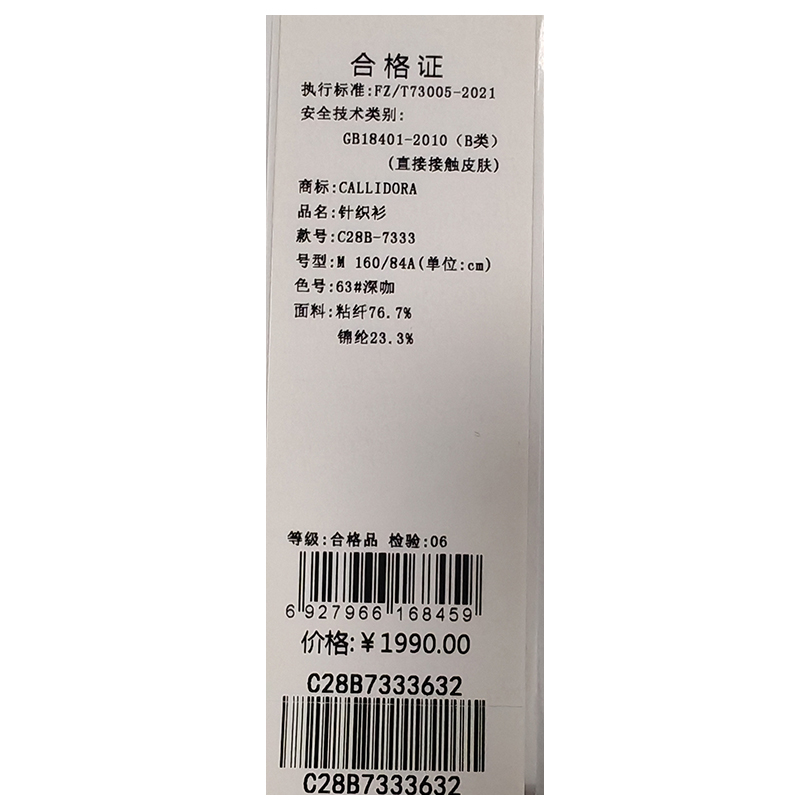 合格证
执行标准:FZ/T73005-2021
安全技术类别:
GB18401-2010（B类）
(直接接触皮肤)
商标:CALLIDORA
品名:针织衫
款号:C28B-7333
号型:M 160/84A(单位:cm)
色号:63#深咖
面料:粘纤76.7%
锦纶23.3%
等级:合格品 检验:06
6 927966 168459
价格:￥1990.00
C28B7333632
C28B7333632